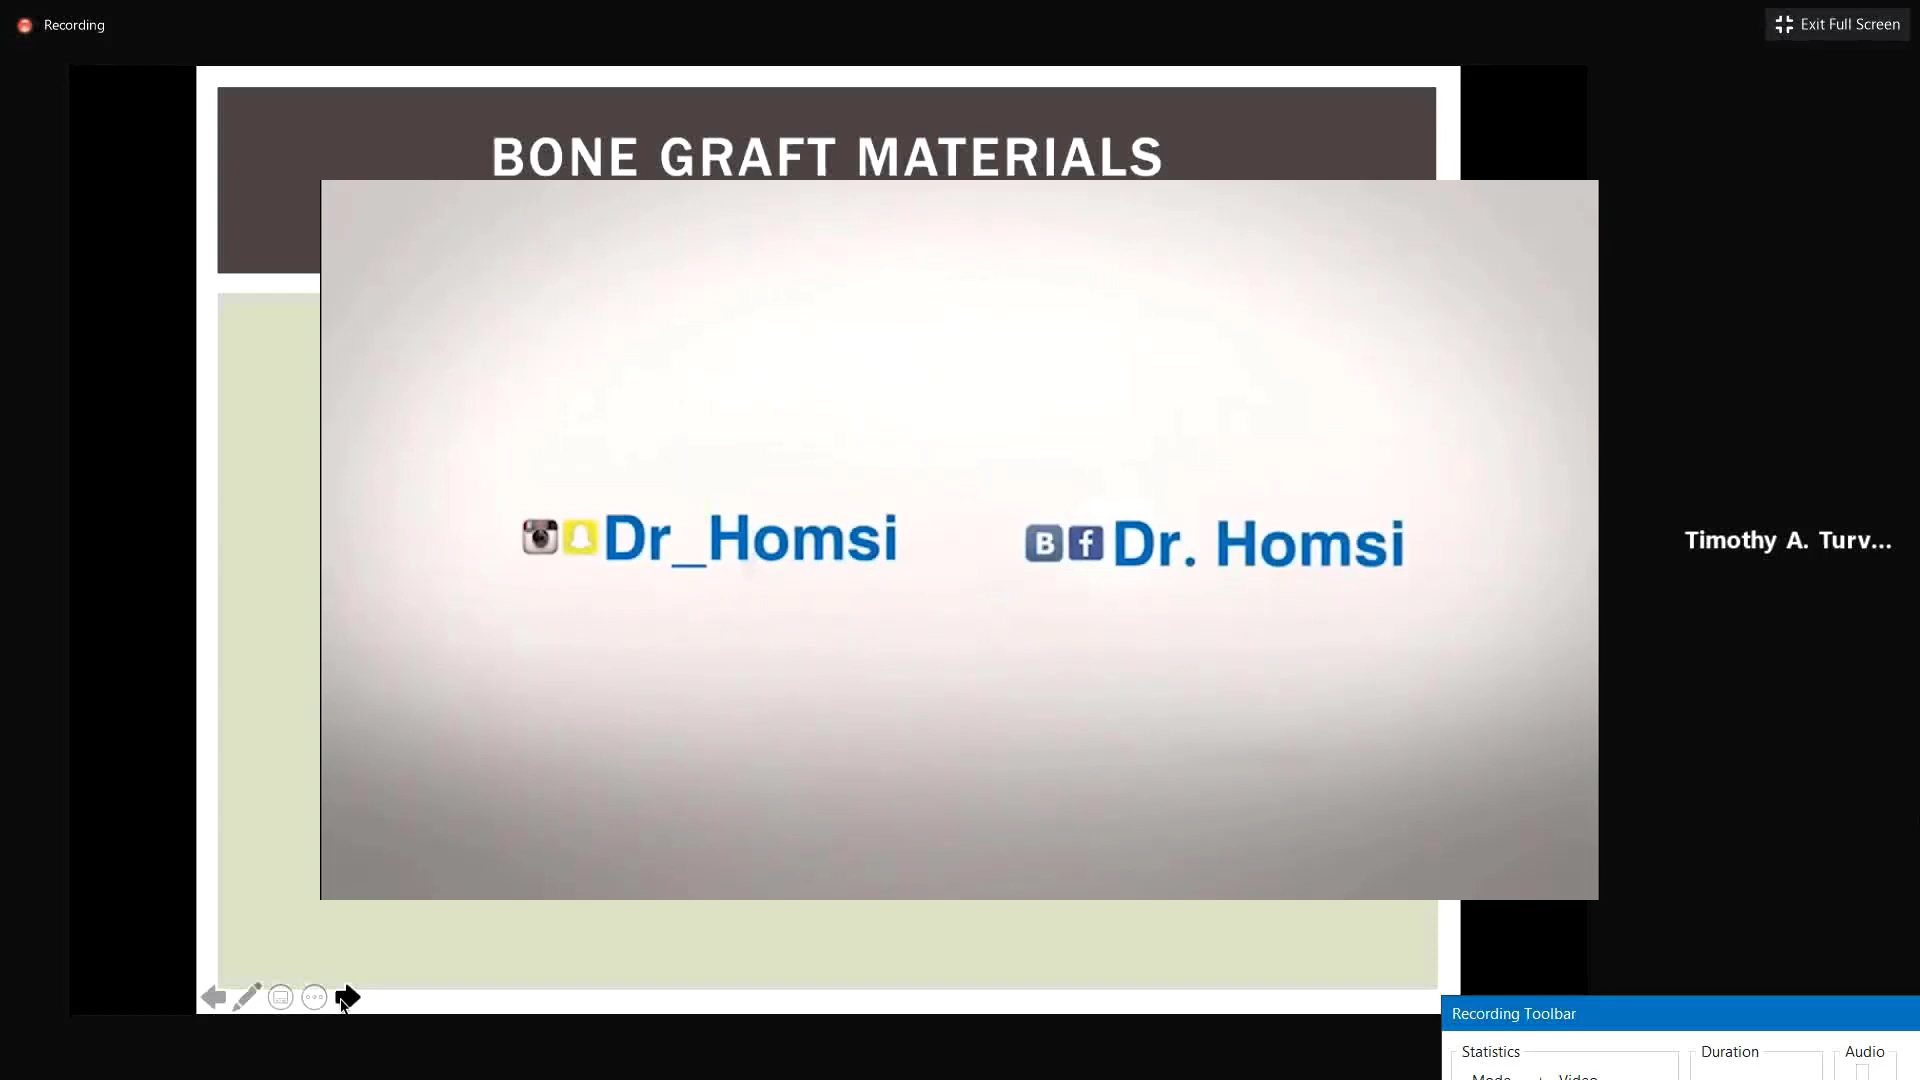 Recording
Exit Full Screen
BONE GRAFT MATERIALS
Dr_Homsi
B f Dr. Homsi
Timothy A. Turv...
Recording Toolbar
Statistics
Duration
Audio